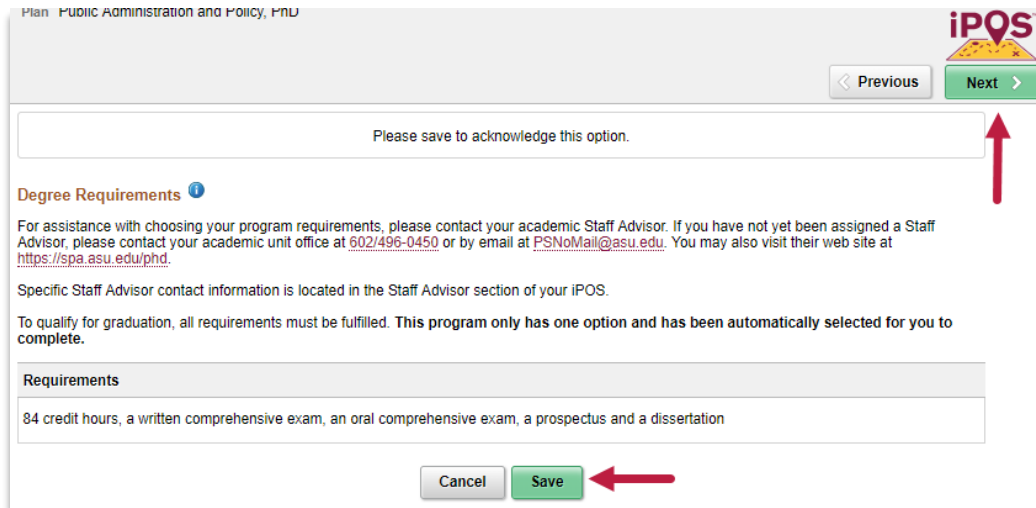 Plan Public Administration and Policy, PhD
iPOS
Previous
Next
Please save to acknowledge this option.
Degree Requirements
For assistance with choosing your program requirements, please contact your academic Staff Advisor. If you have not yet been assigned a Staff
Advisor, please contact your academic unit office at 602/496-0450 or by email at PSNoMail@asu.edu. You may also visit their web site at
https://spa.asu.edu/phd.
Specific Staff Advisor contact information is located in the Staff Advisor section of your iPOS.
To qualify for graduation, all requirements must be fulfilled. This program only has one option and has been automatically selected for you to
complete.
Requirements
84 credit hours, a written comprehensive exam, an oral comprehensive exam, a prospectus and a dissertation
Cancel
Save